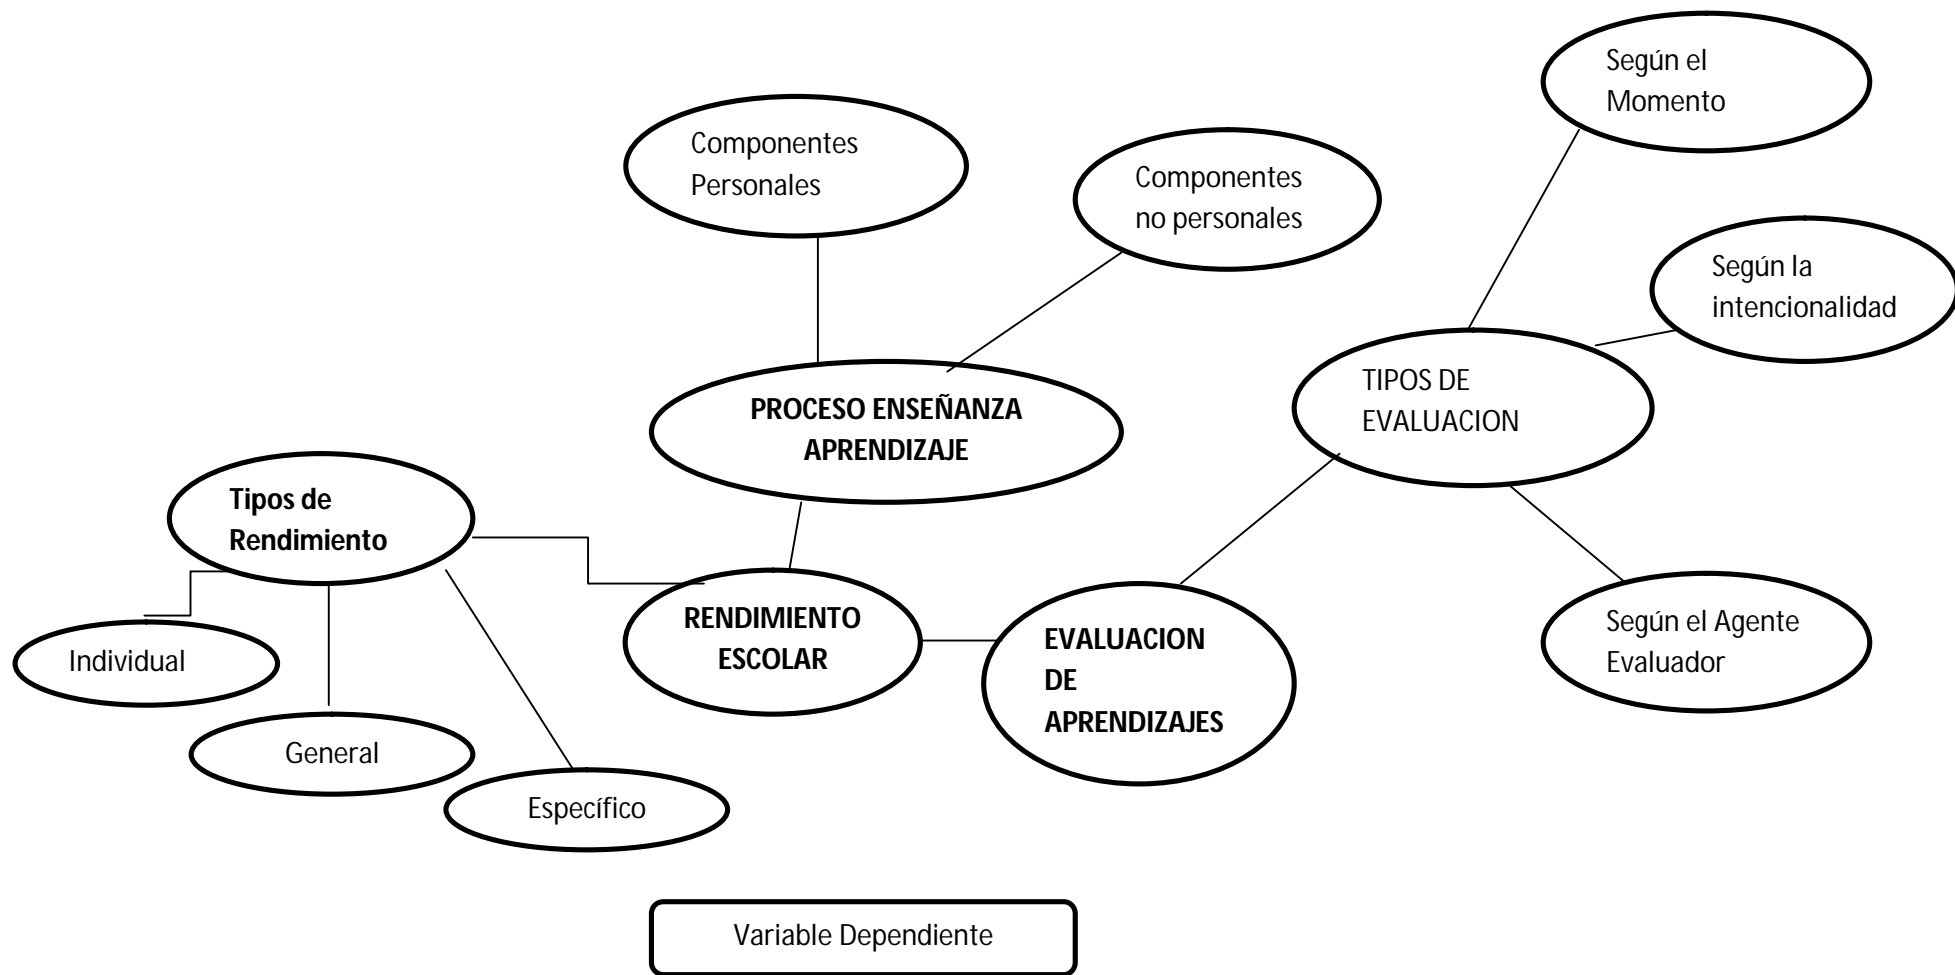 Según el
Momento
Componentes
Personales
Componentes
no personales
Según la
intencionalidad
TIPOS DE
EVALUACION
PROCESO ENSEÑANZA
APRENDIZAJE
Tipos de
Rendimiento
RENDIMIENTO
ESCOLAR
EVALUACION
DE
APRENDIZAJES
Según el Agente
Evaluador
Individual
General
Específico
Variable Dependiente